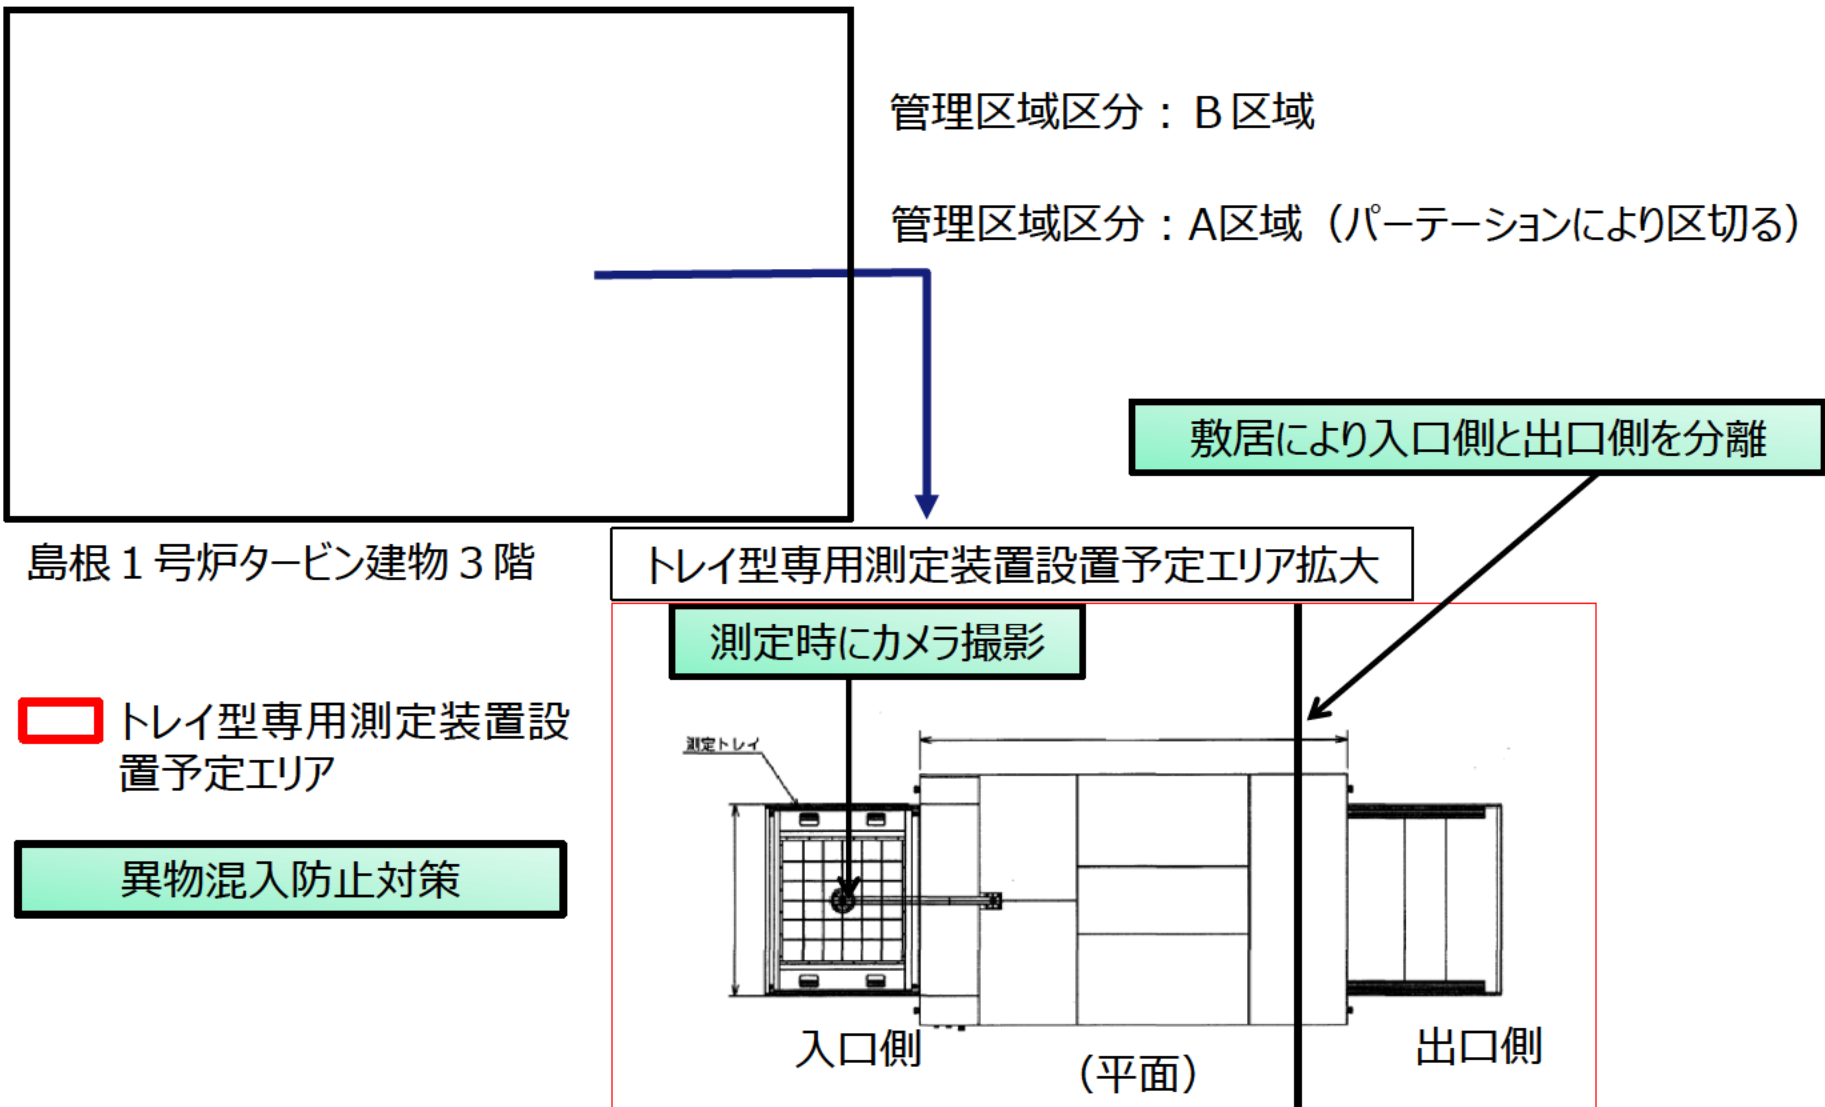 管理区域区分：Ｂ区域
管理区域区分：A区域（パーテーションにより区切る）
敷居により入口側と出口側を分離
島根１号炉タービン建物３階
トレイ型専用測定装置設置予定エリア拡大
測定時にカメラ撮影
トレイ型専用測定装置設
置予定エリア
測定トレイ
異物混入防止対策
入口側
（平面）
出口側